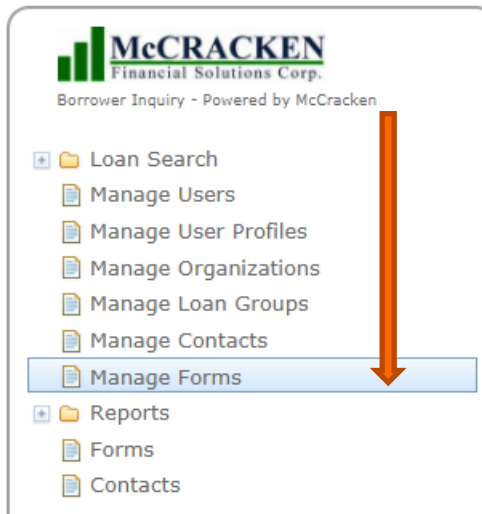 McCRACKEN
Financial Solutions Corp.
Borrower Inquiry - Powered by McCracken
Loan Search
Manage Users
Manage User Profiles
Manage Organizations
Manage Loan Groups
Manage Contacts
Manage Forms
Reports
Forms
Contacts